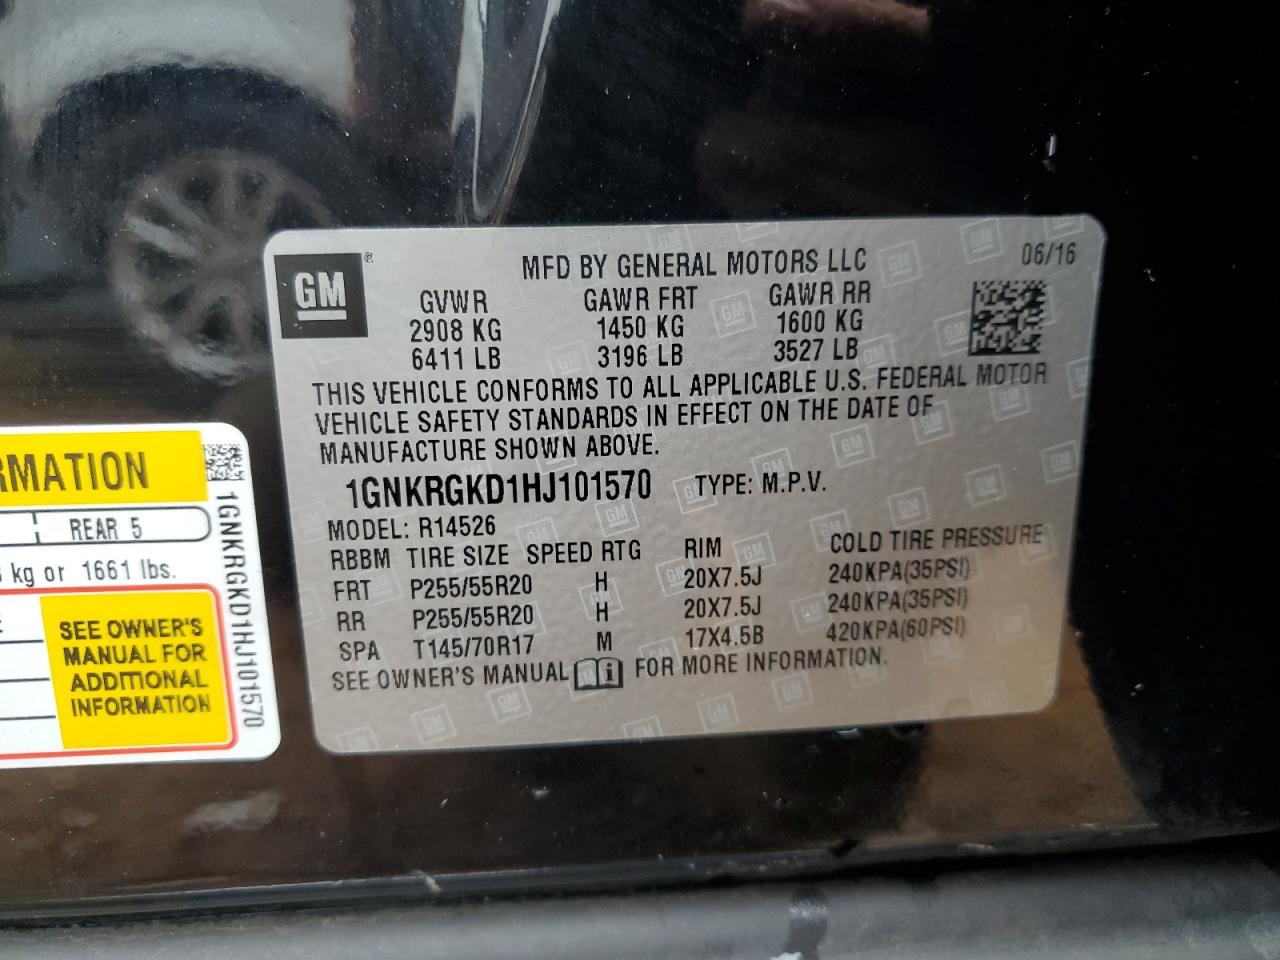 GM
®
MFD BY GENERAL MOTORS LLC
06/16
GVWR GAWR FRT GAWR RR
2908 KG 1450 KG 1600 KG
6411 LB 3196 LB 3527 LB
THIS VEHICLE CONFORMS TO ALL APPLICABLE U.S. FEDERAL MOTOR
VEHICLE SAFETY STANDARDS IN EFFECT ON THE DATE OF
MANUFACTURE SHOWN ABOVE.
1GNKRGKD1HJ101570 TYPE: M.P.V.
MODEL: R14526
RBBM TIRE SIZE SPEED RTG RIM COLD TIRE PRESSURE
FRT P255/55R20 H 20X7.5J 240KPA(35PSI)
RR P255/55R20 H 20X7.5J 240KPA(35PSI)
SPA T145/70R17 M 17X4.5B 420KPA(60PSI)
SEE OWNER'S MANUAL FOR MORE INFORMATION.
RMATION
REAR 5
kg or 1661 lbs.
SEE OWNER'S
MANUAL FOR
ADDITIONAL
INFORMATION
1GNKRGKD1HJ101570